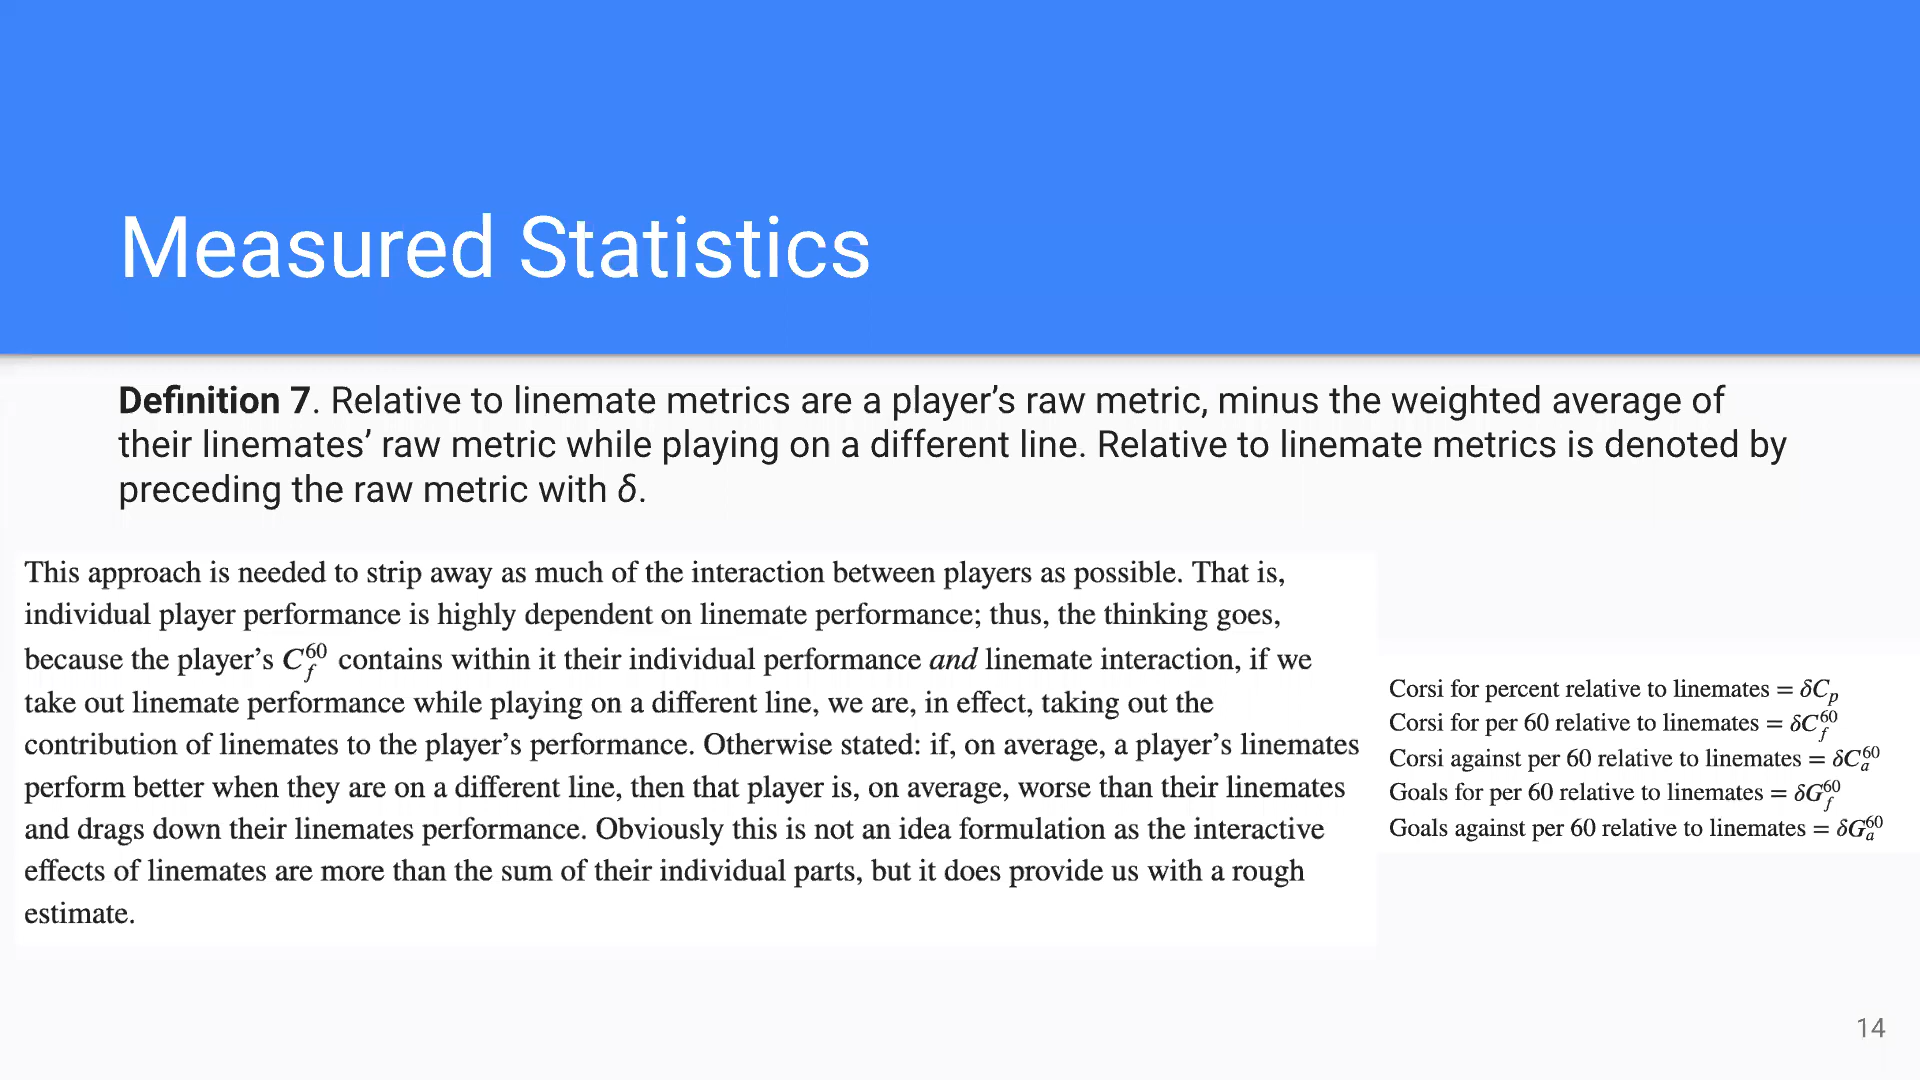 Measured Statistics
Definition 7. Relative to linemate metrics are a player’s raw metric, minus the weighted average of
their linemates’ raw metric while playing on a different line. Relative to linemate metrics is denoted by
preceding the raw metric with δ.
This approach is needed to strip away as much of the interaction between players as possible. That is,
individual player performance is highly dependent on linemate performance; thus, the thinking goes,
because the player’s $C_f^{60}$ contains within it their individual performance and linemate interaction, if we
take out linemate performance while playing on a different line, we are, in effect, taking out the
contribution of linemates to the player’s performance. Otherwise stated: if, on average, a player’s linemates
perform better when they are on a different line, then that player is, on average, worse than their linemates
and drags down their linemates performance. Obviously this is not an idea formulation as the interactive
effects of linemates are more than the sum of their individual parts, but it does provide us with a rough
estimate.
Corsi for percent relative to linemates = $\delta C_p$
Corsi for per 60 relative to linemates = $\delta C_f^{60}$
Corsi against per 60 relative to linemates = $\delta C_a^{60}$
Goals for per 60 relative to linemates = $\delta G_f^{60}$
Goals against per 60 relative to linemates = $\delta G_a^{60}$
14